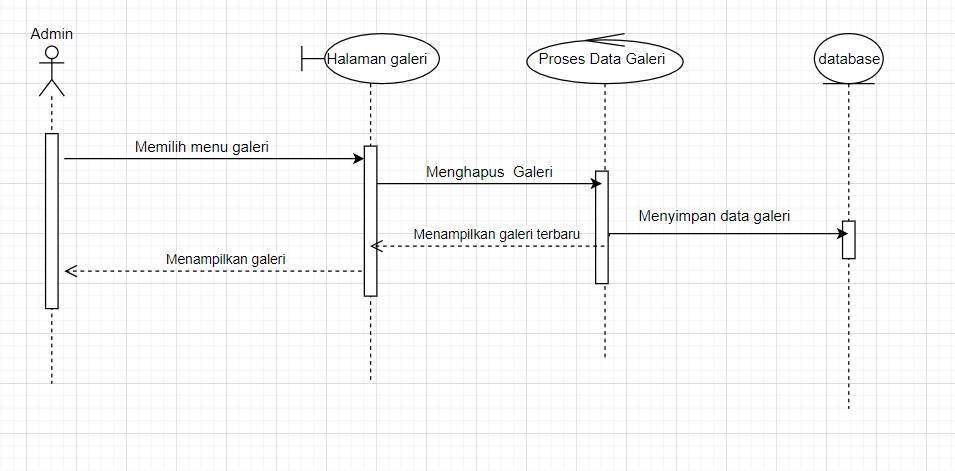 Admin
Halaman galeri
Proses Data Galeri
database
Memilih menu galeri
Menghapus  Galeri
Menyimpan data galeri
Menampilkan galeri terbaru
Menampilkan galeri